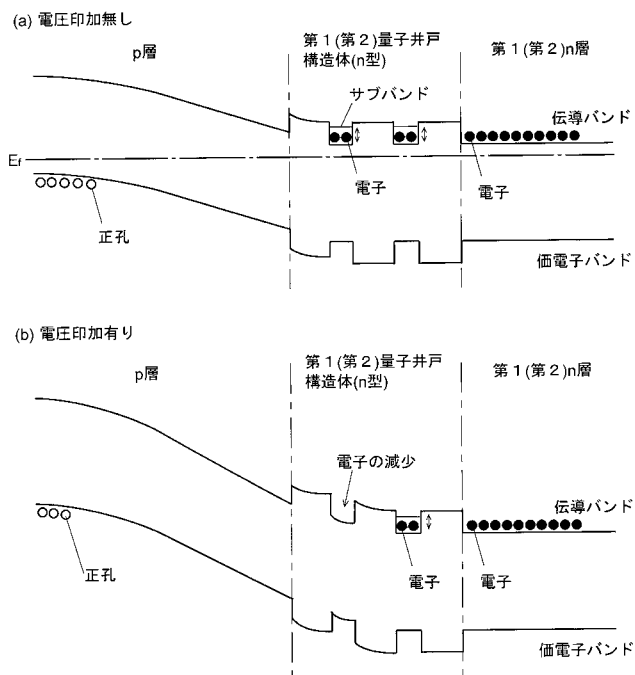 (a) 電圧印加無し
p層
第１(第２)量子井戸
構造体(n型)
第１(第２)n層
サブバンド
伝導バンド
Ef
電子
電子
正孔
価電子バンド
(b) 電圧印加有り
p層
第１(第２)量子井戸
構造体(n型)
第１(第２)n層
電子の減少
伝導バンド
電子
電子
正孔
価電子バンド